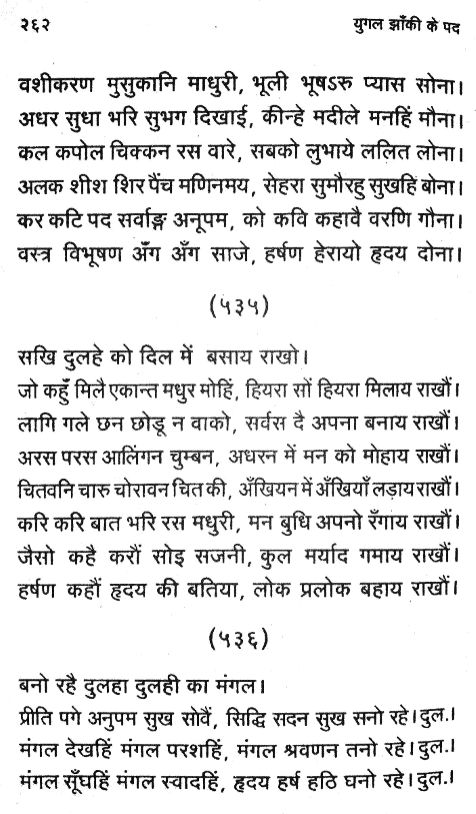 २६२ युगल झाँकी के पद
वशीकरण मुसुकानि माधुरी, भूली भूषऽरु प्यास सोना।
अधर सुधा भरि सुभग दिखाई, कीन्हे मदीले मनहिं मौना।
कल कपोल चिक्कन रस वारे, सबको लुभाये ललित लोना।
अलक शीश शिर पैंच मणिनमय, सेहरा सुमौरहु सुखहि बोना।
कर कटि पद सर्वाङ्ग अनूपम, को कवि कहावै वरणि गौना।
वस्त्र विभूषण अँग अँग साजे, हर्षण हेरायो हृदय दोना।
(५३५)
सखि दुलहे को दिल में बसाय राखो।
जो कहुँ मिलै एकान्त मधुर मोहिं, हियरा सों हियरा मिलाय राखौं।
लागि गले छन छोडू न वाको, सर्वस दै अपना बनाय राखौं।
अरस परस आलिंगन चुम्बन, अधरन में मन को मोहाय राखौं।
चितवनि चारु चोरावन चित की, अँखियन में अँखियाँ लड़ाय राखौं।
करि करि बात भरि रस मधुरी, मन बुधि अपनो रँगाय राखौं।
जैसो कहै करौं सोइ सजनी, कुल मर्याद गमाय राखौं।
हर्षण कहौं हृदय की बतिया, लोक प्रलोक बहाय राखौं।
(५३६)
बनो रहै दुलहा दुलही का मंगल।
प्रीति पगे अनुपम सुख सोवैं, सिद्धि सदन सुख सनो रहे।दुल.।
मंगल देखहिं मंगल परशहिं, मंगल श्रवणन तनो रहे।दुल.।
मंगल सूँघहिं मंगल स्वादहिं, हृदय हर्ष हठि घनो रहे।दुल.।